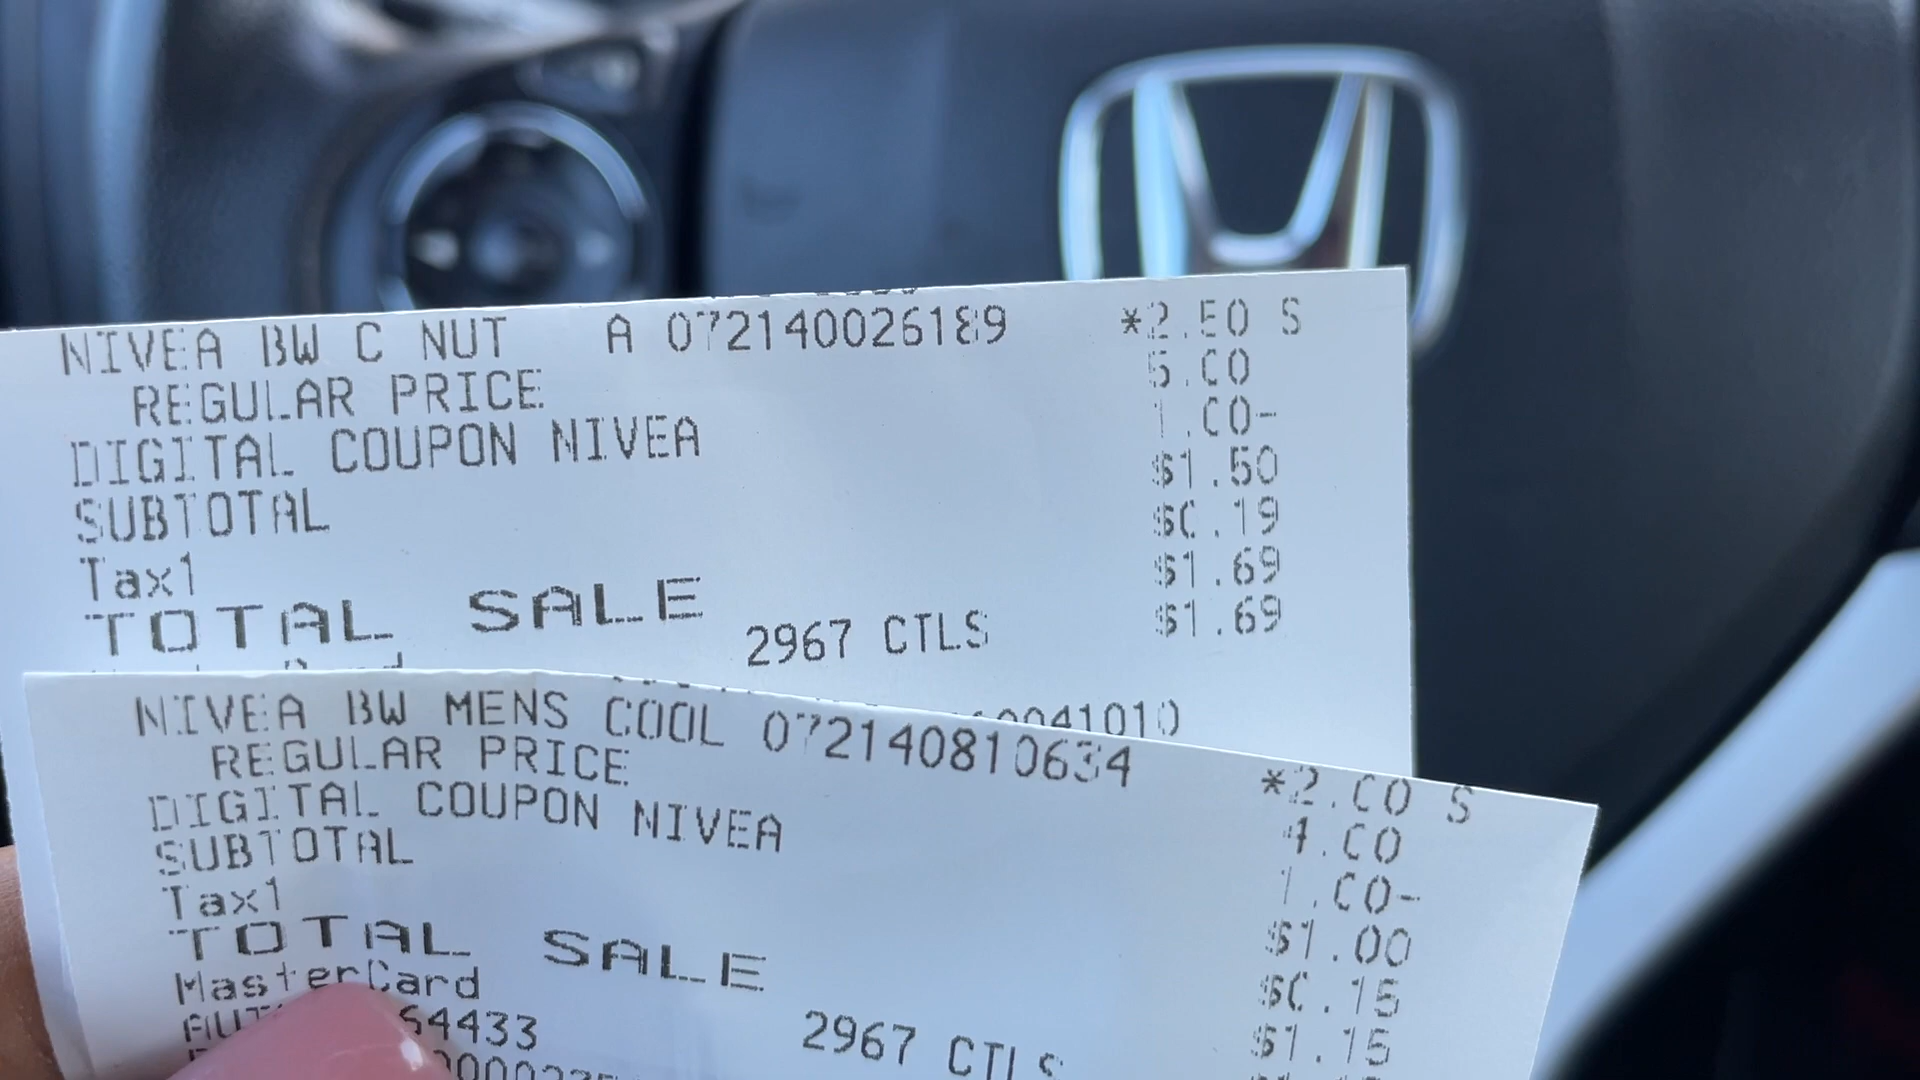 NIVEA BW C NUT A 072140026189 *2.50 S
REGULAR PRICE 5.00
DIGITAL COUPON NIVEA 1.00-
SUBTOTAL $1.50
Tax1 $0.19
TOTAL SALE $1.69
2967 CTLS $1.69
41010
NIVEA BW MENS COOL 072140810634 *2.00 S
REGULAR PRICE 4.00
DIGITAL COUPON NIVEA 1.00-
SUBTOTAL $1.00
Tax1 $0.15
TOTAL SALE $1.15
MasterCard 2967 CTLS
54433